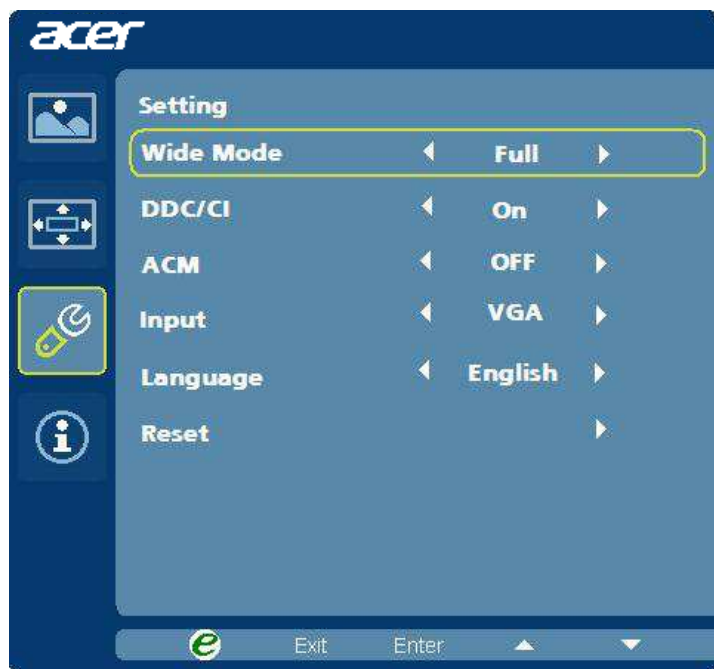 acer
Setting
Wide Mode Full
DDC/CI On
ACM OFF
Input VGA
Language English
Reset
e Exit Enter